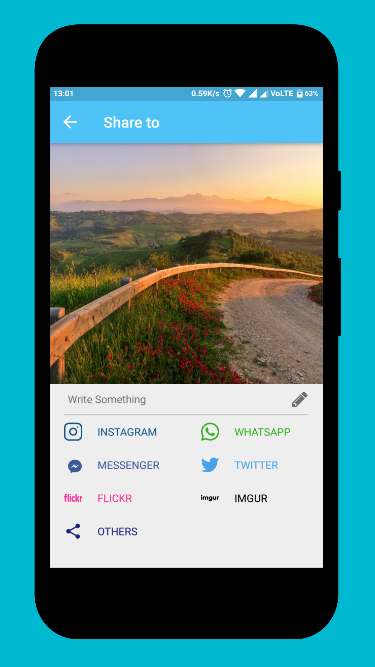 13:01 0.59K/s VoLTE 63%
Share to
Write Something
INSTAGRAM WHATSAPP
MESSENGER TWITTER
flickr FLICKR imgur IMGUR
OTHERS